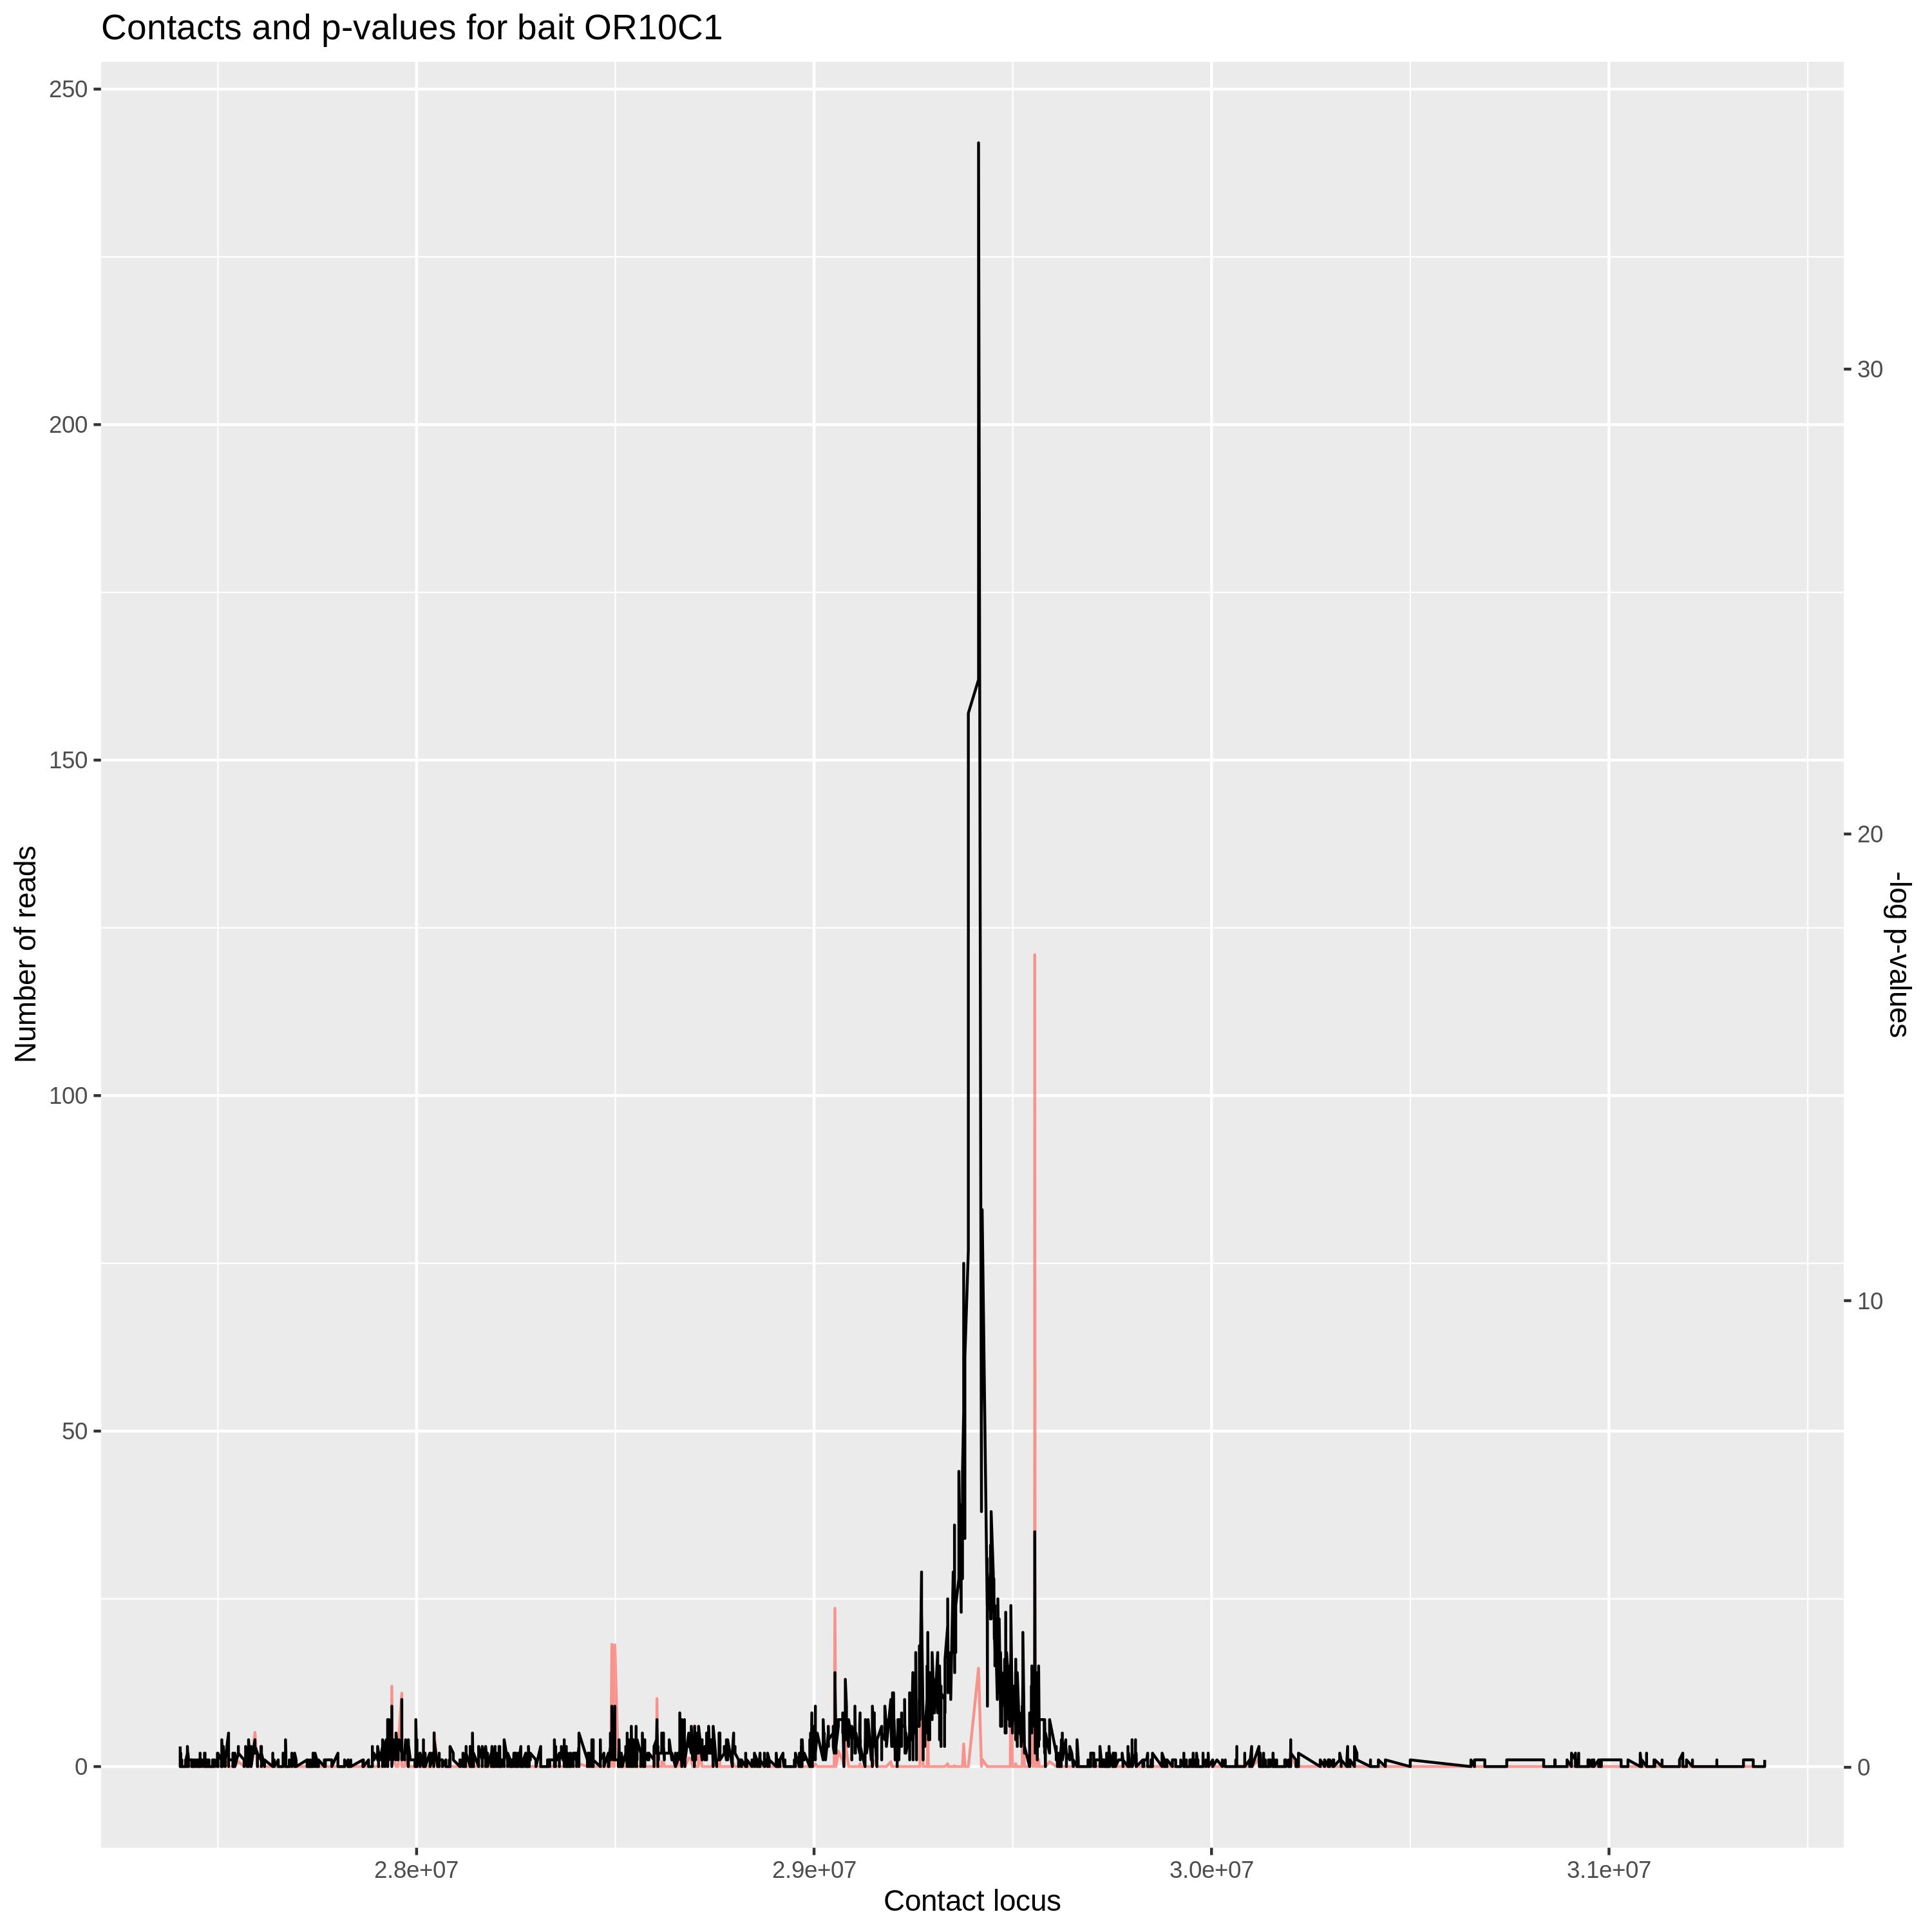 Contacts and p-values for bait OR10C1
250
200
150
100
50
0
Number of reads
30
20
10
0
-log p-values
2.8e+07 2.9e+07 3.0e+07 3.1e+07
Contact locus